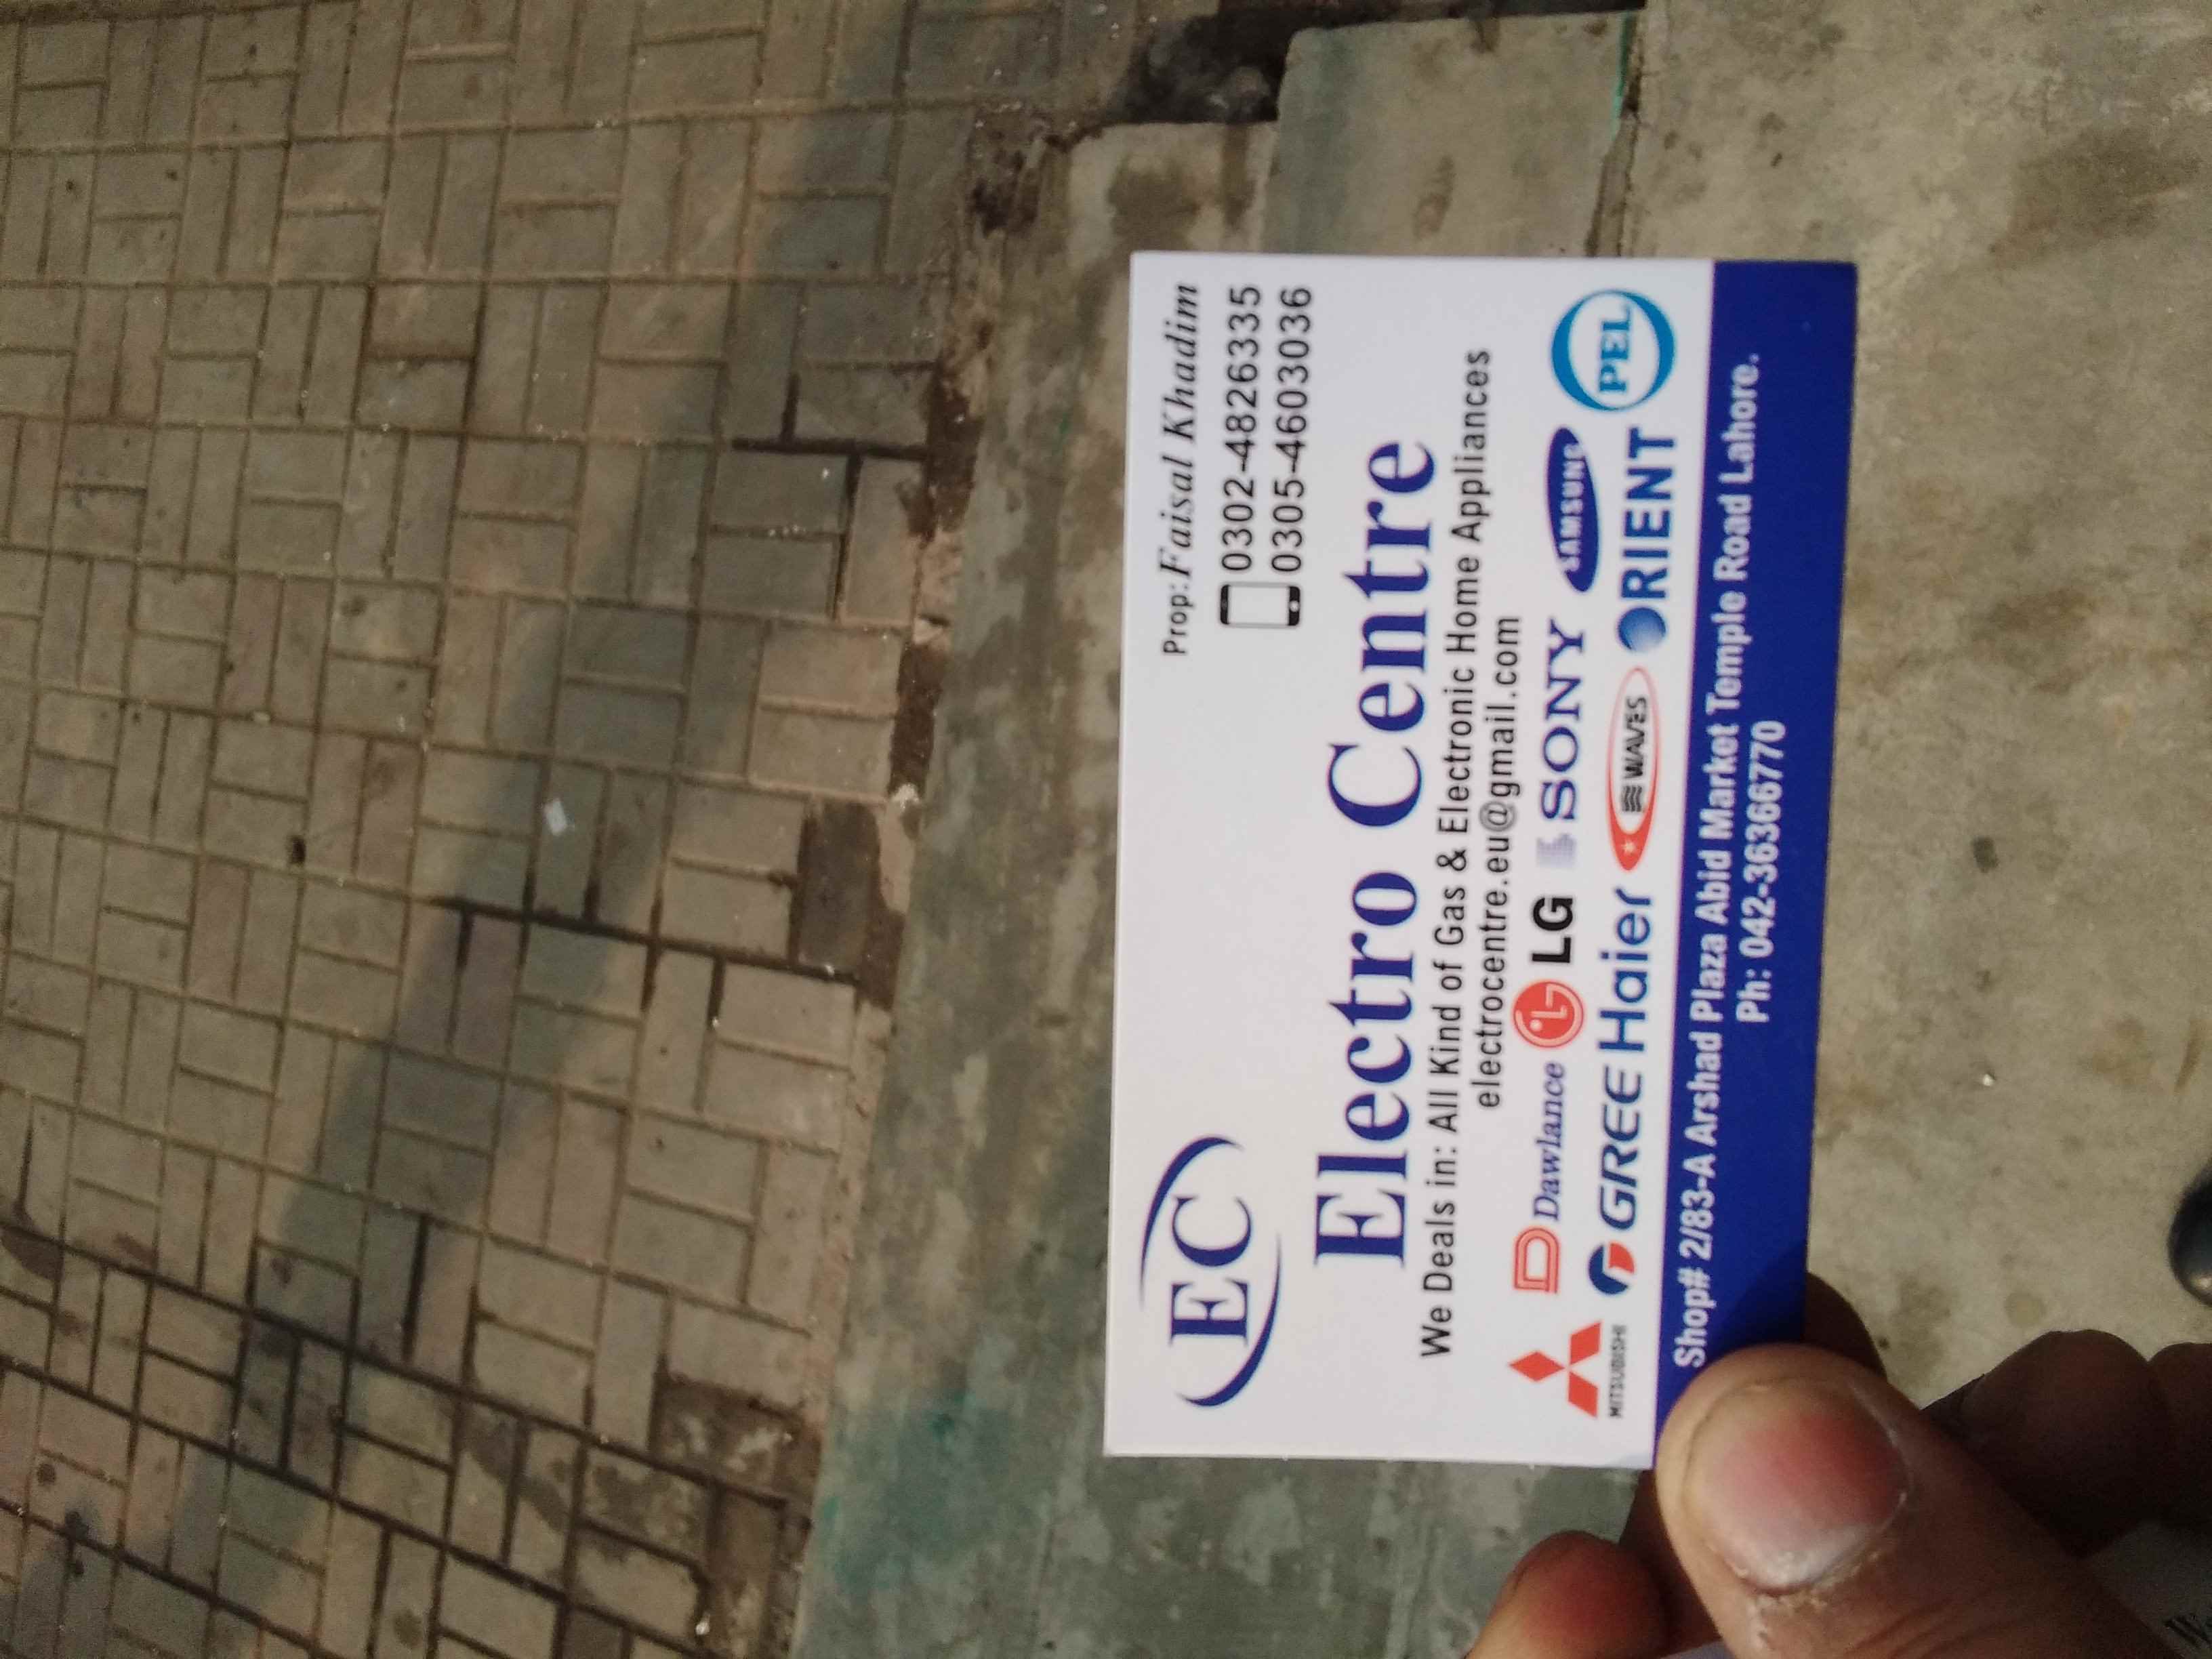 EC
Prop: Faisal Khadim
0302-4826335
0305-4603036
Electro Centre
We Deals in: All Kind of Gas & Electronic Home Appliances
electrocentre.eu@gmail.com
MITSUBISHI Dawlance LG SONY SAMSUNG PEL
GREE Haier WAVES ORIENT
Shop# 2/83-A Arshad Plaza Abid Market Temple Road Lahore.
Ph: 042-36366770